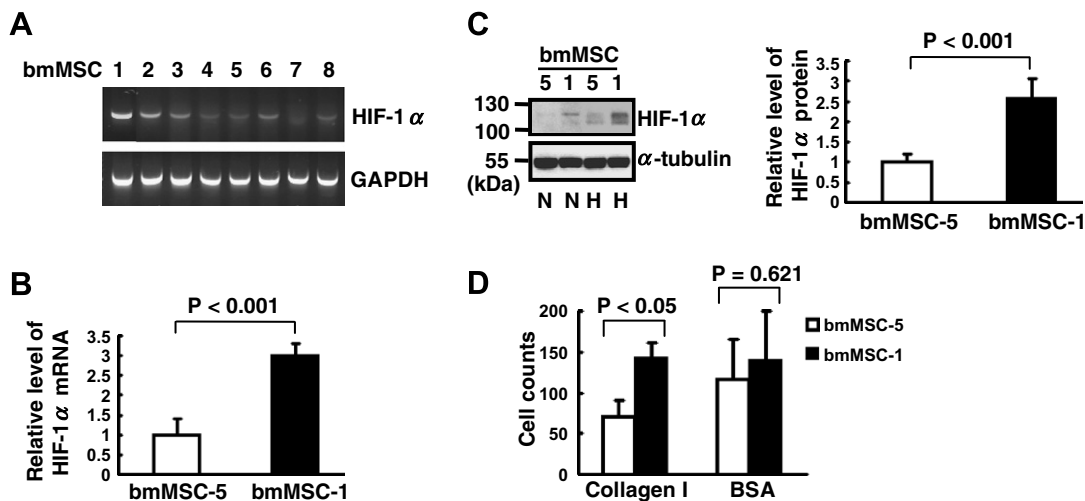 A
bmMSC 1 2 3 4 5 6 7 8
HIF-1α
GAPDH
B
P < 0.001
Relative level of
HIF-1α mRNA
3.5
3
2.5
2
1.5
1
0.5
0
bmMSC-5 bmMSC-1
C
bmMSC
5 1 5 1
130
100
HIF-1α
55
α-tubulin
(kDa)
N N H H
P < 0.001
Relative level of
HIF-1α protein
3.5
3
2.5
2
1.5
1
0.5
0
bmMSC-5 bmMSC-1
D
P = 0.621
P < 0.05
Cell counts
200
150
100
50
0
Collagen I BSA
bmMSC-5
bmMSC-1